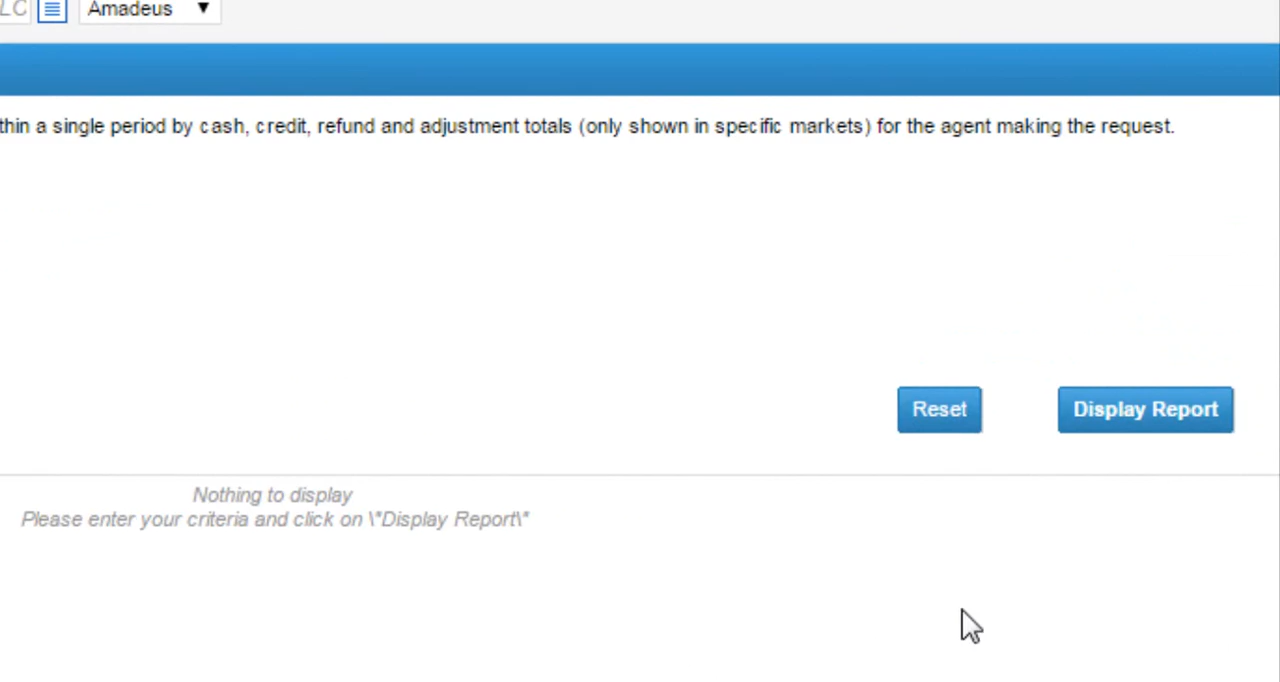 LC Amadeus
thin a single period by cash, credit, refund and adjustment totals (only shown in specific markets) for the agent making the request.
Reset Display Report
Nothing to display
Please enter your criteria and click on \"Display Report\"